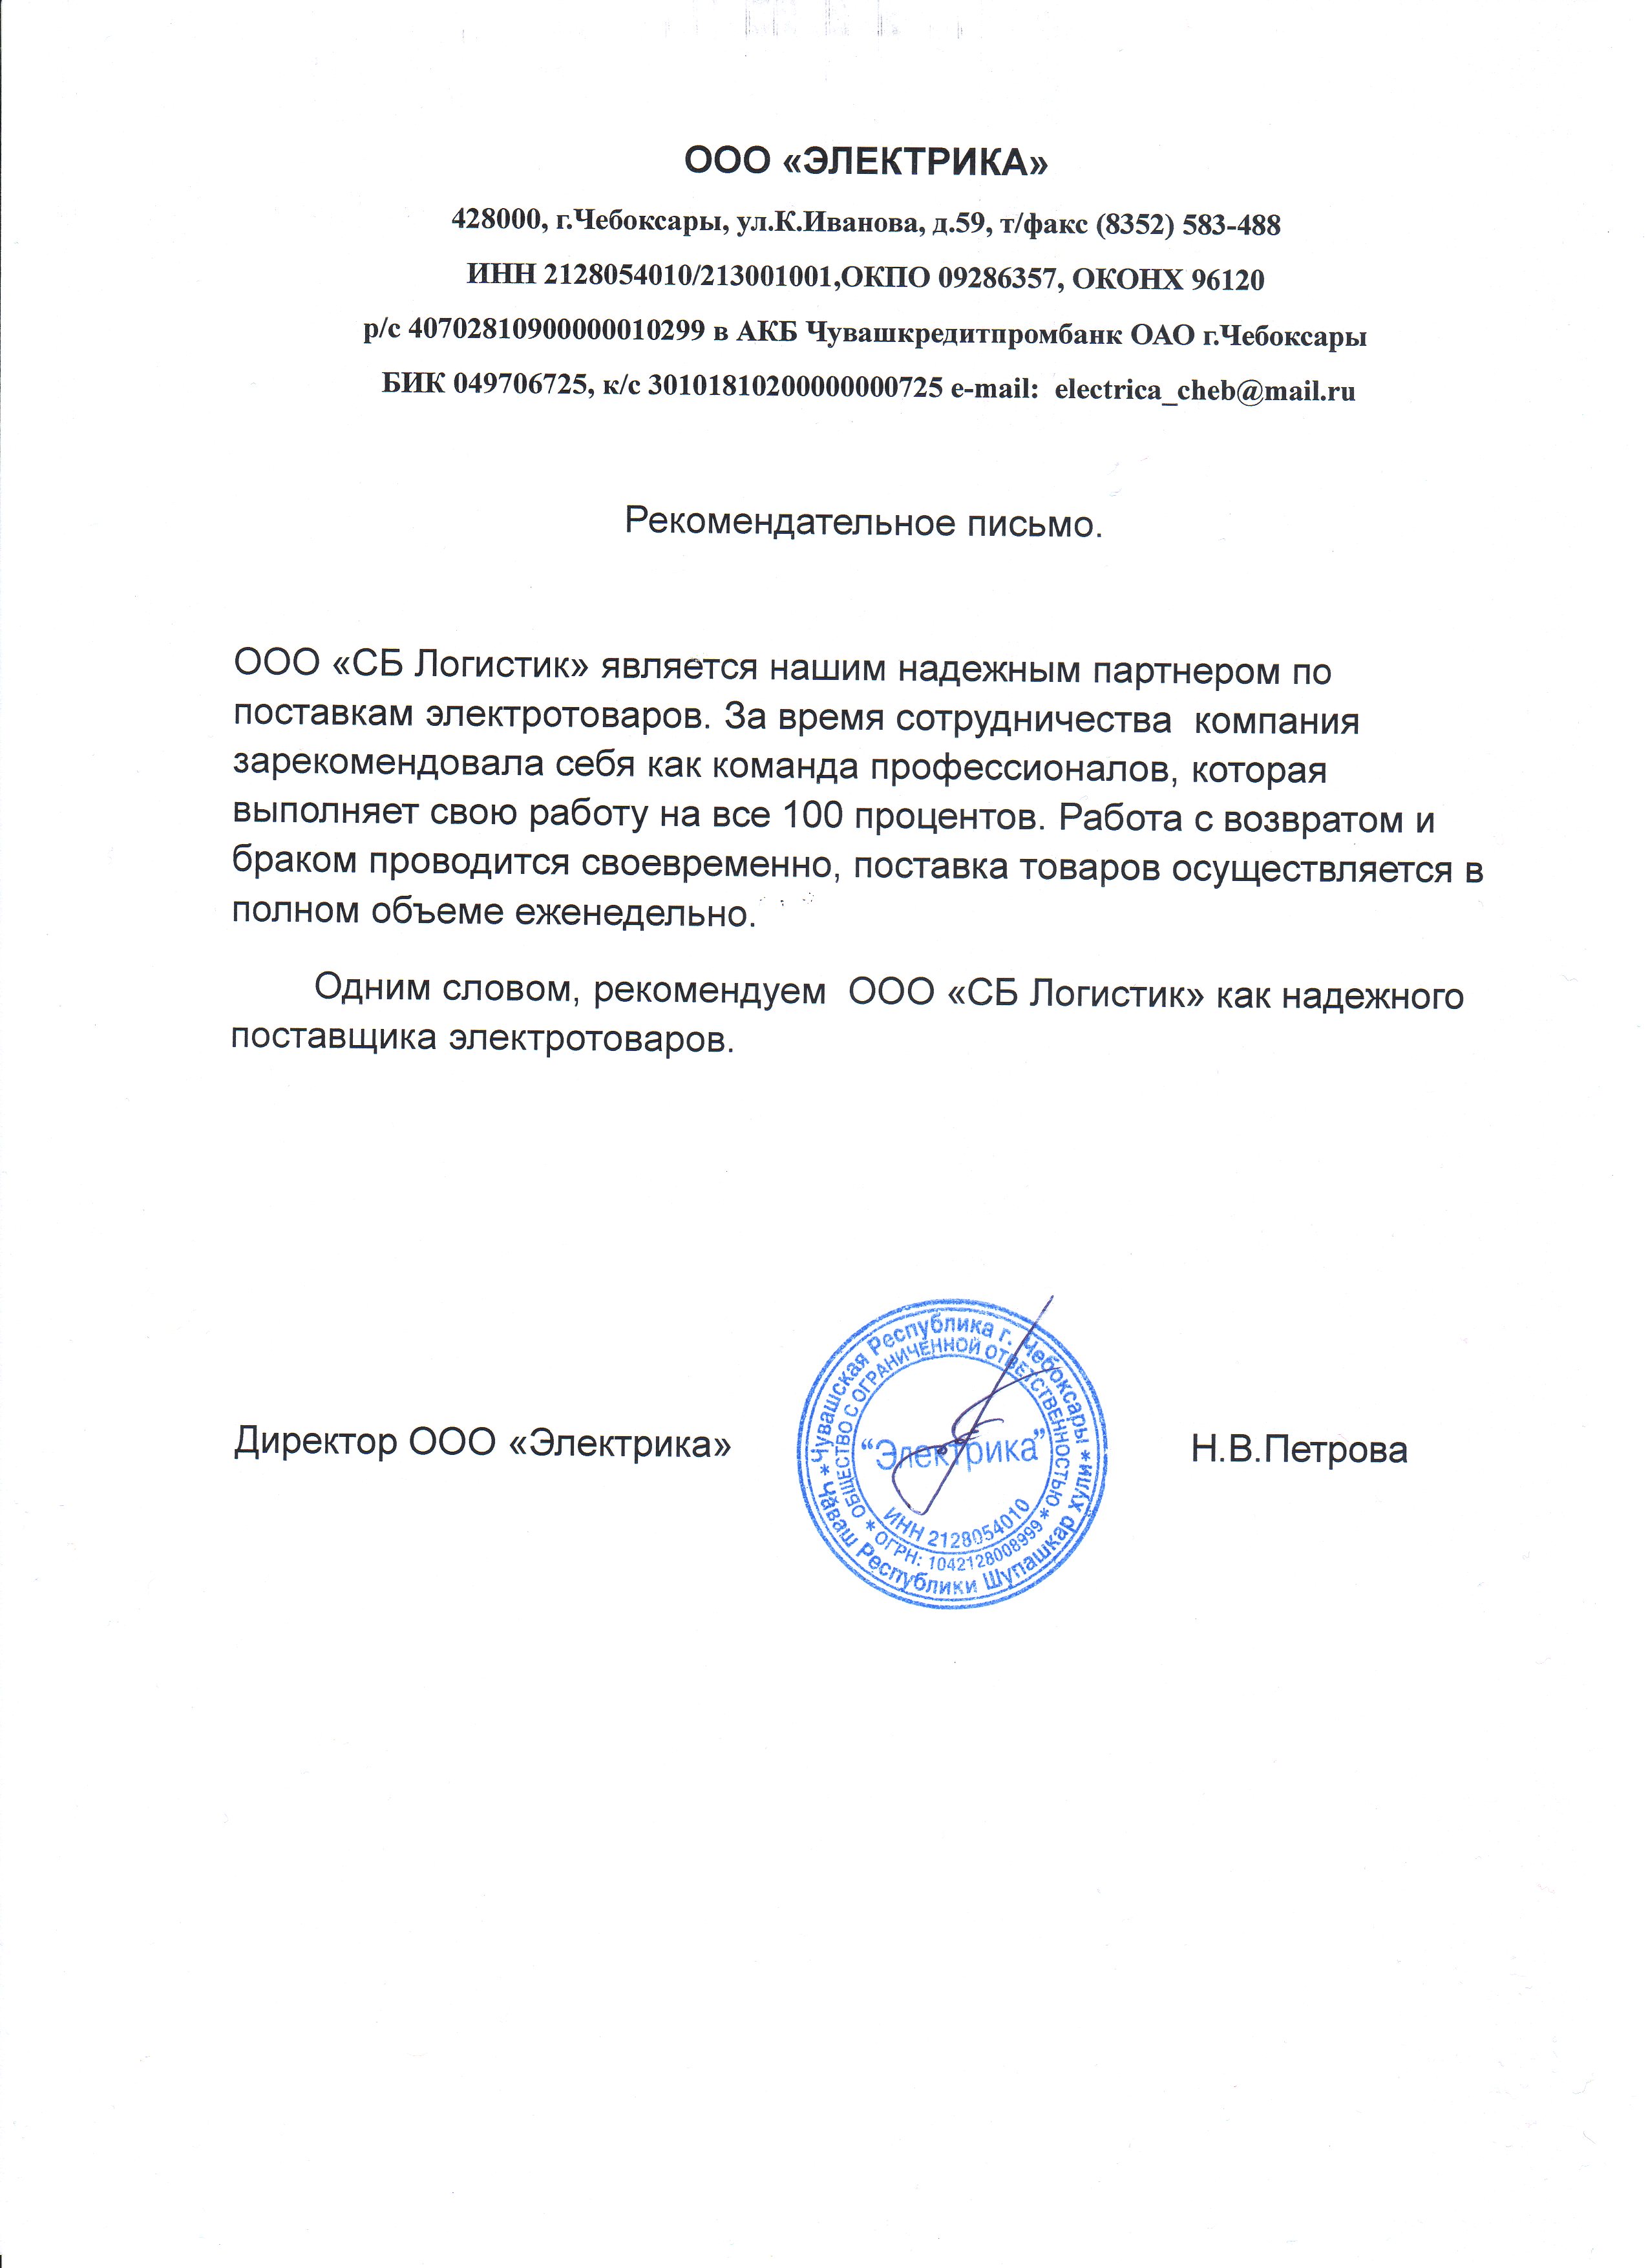 ООО «ЭЛЕКТРИКА»
428000, г.Чебоксары, ул.К.Иванова, д.59, т/факс (8352) 583-488
ИНН 2128054010/213001001,ОКПО 09286357, ОКОНХ 96120
р/с 40702810900000010299 в АКБ Чувашкредитпромбанк ОАО г.Чебоксары
БИК 049706725, к/с 30101810200000000725 e-mail: electrica_cheb@mail.ru
Рекомендательное письмо.
ООО «СБ Логистик» является нашим надежным партнером по
поставкам электротоваров. За время сотрудничества компания
зарекомендовала себя как команда профессионалов, которая
выполняет свою работу на все 100 процентов. Работа с возвратом и
браком проводится своевременно, поставка товаров осуществляется в
полном объеме еженедельно.
Одним словом, рекомендуем ООО «СБ Логистик» как надежного
поставщика электротоваров.
Директор ООО «Электрика»
Н.В.Петрова
* Чувашская Республика г. Чебоксары *
Чӑваш Республики Шупашкар хули
ОБЩЕСТВО С ОГРАНИЧЕННОЙ ОТВЕТСТВЕННОСТЬЮ
* ОГРН: 1042128008999 *
“Электрика”
ИНН 2128054010